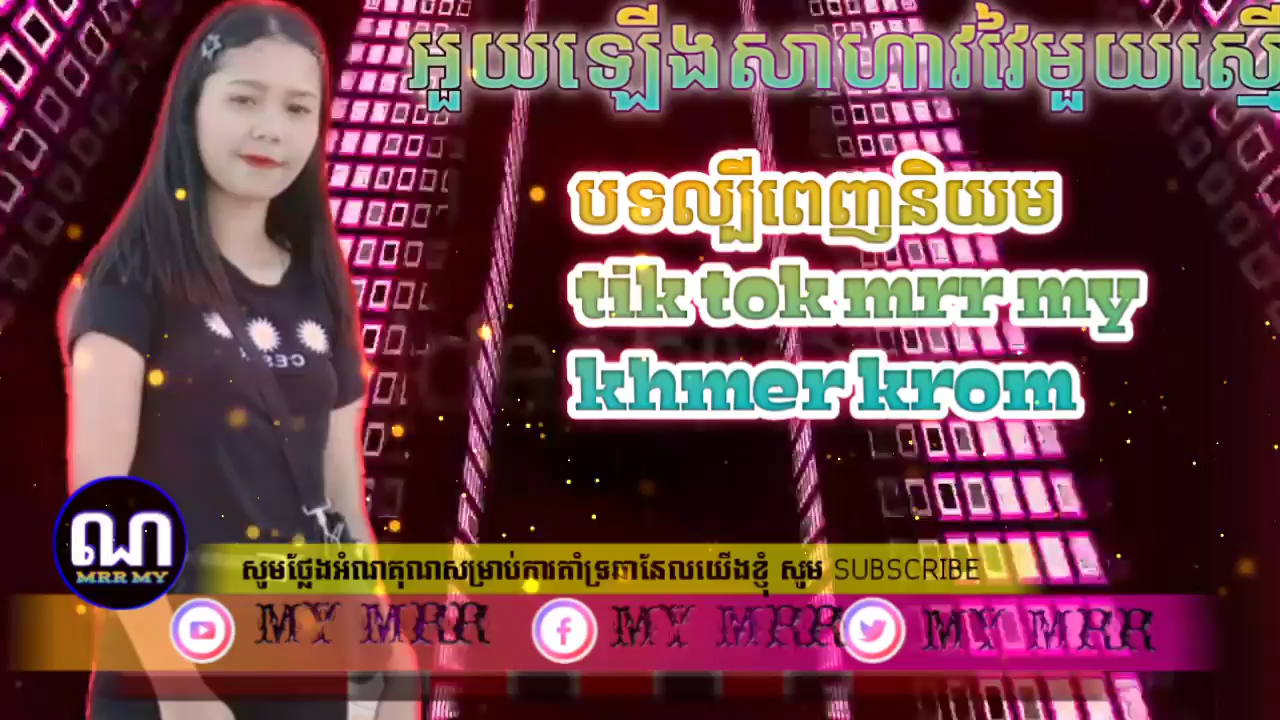 អួយឡើងសាហាវវៃមួយស្មើ
បទល្បីពេញនិយម
tik tok mrr my
khmer krom
ណ
MRR MY
សូមថ្លែងអំណគុណសម្រាប់ការគាំទ្រឆានែលយើងខ្ញុំ សូម SUBSCRIBE
MY MRR MY MRR MY MRR